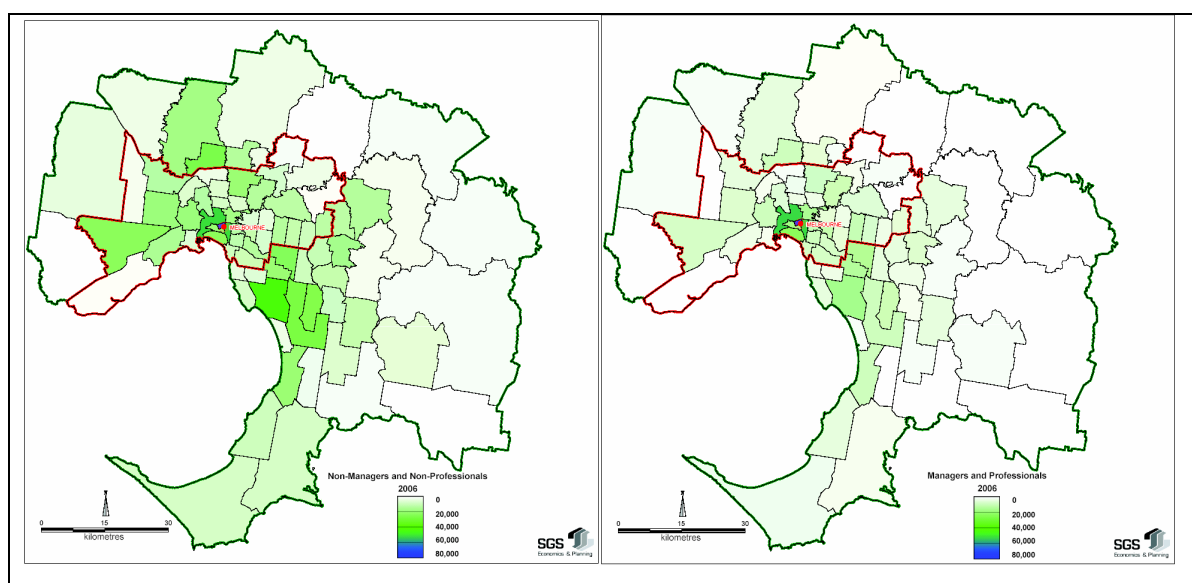 MELBOURNE
Non-Managers and Non-Professionals
2006
0
20,000
40,000
60,000
80,000
N
0 15 30
kilometres
SGS
Economics & Planning
MELBOURNE
Managers and Professionals
2006
0
20,000
40,000
60,000
80,000
N
0 15 30
kilometres
SGS
Economics & Planning